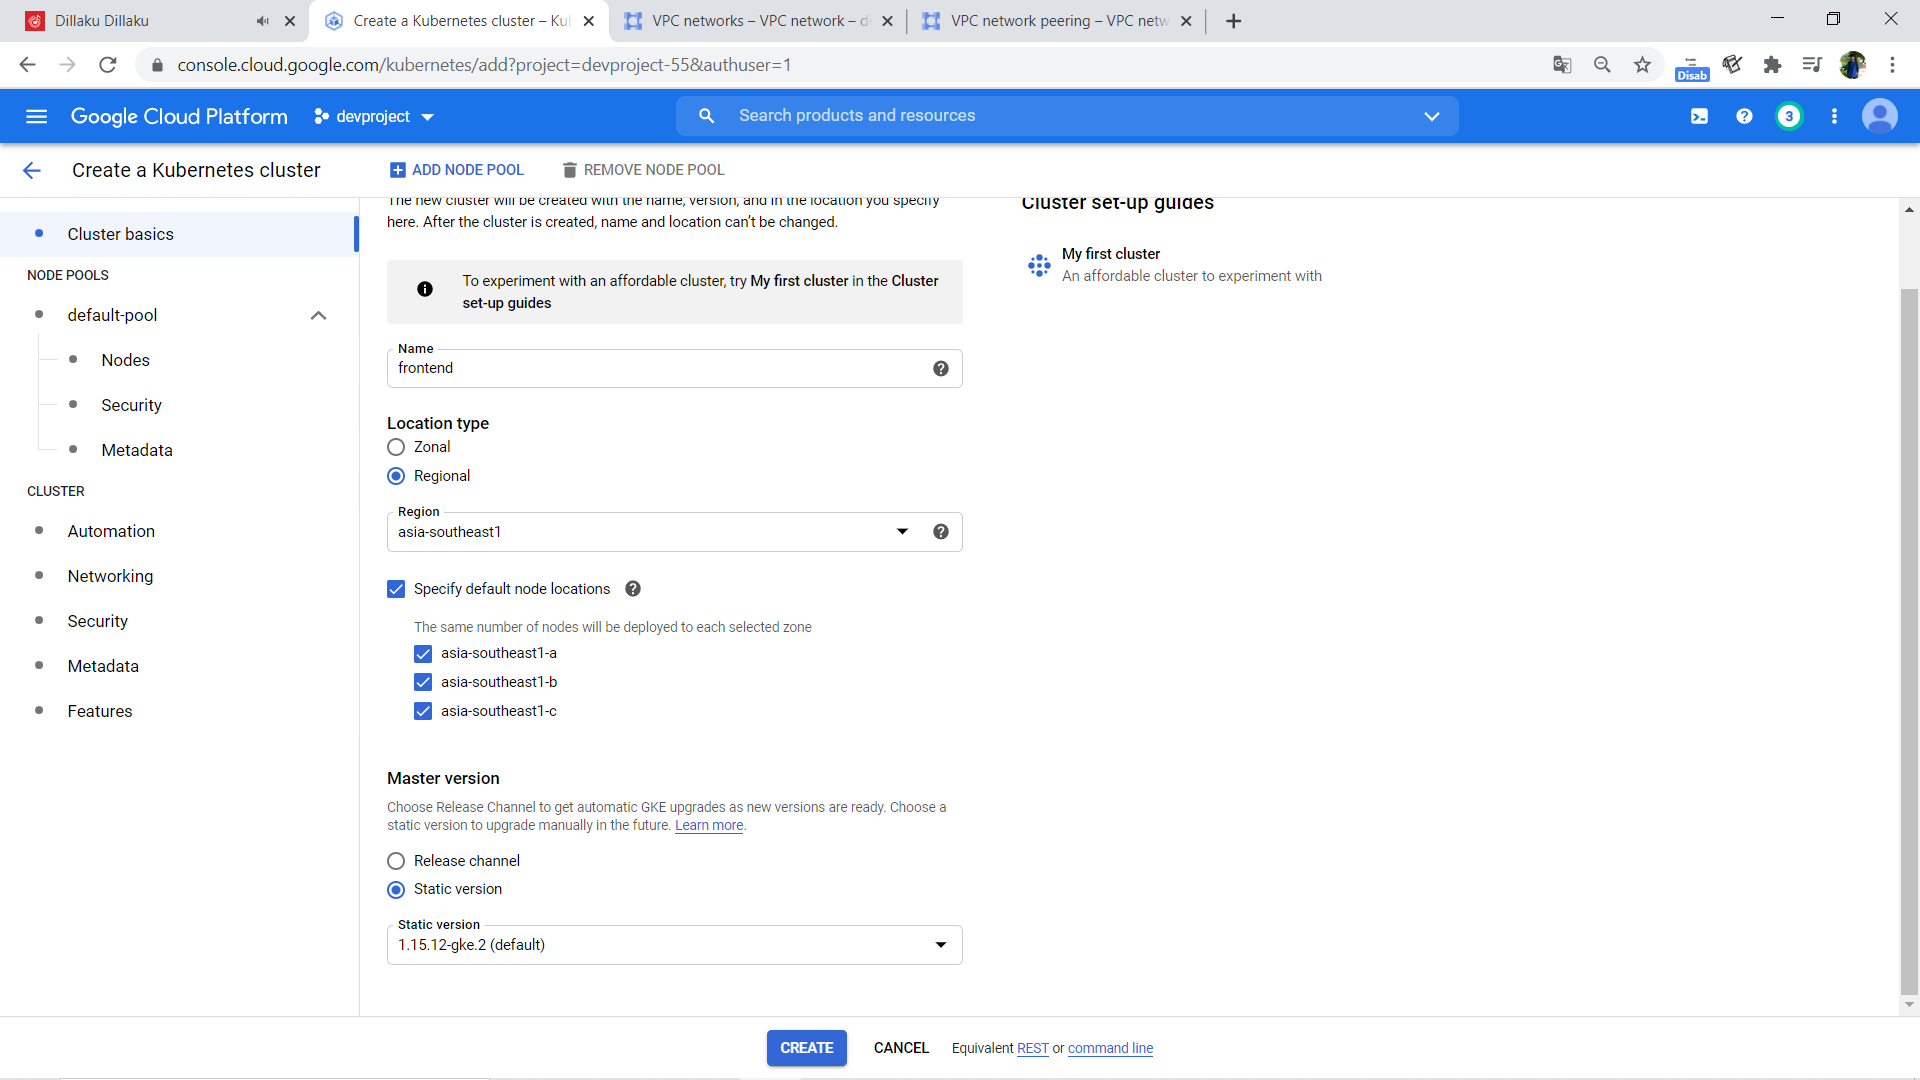 Dillaku Dillaku
Create a Kubernetes cluster – Ku
VPC networks – VPC network – d
VPC network peering – VPC netw
console.cloud.google.com/kubernetes/add?project=devproject-55&authuser=1
Disab
Google Cloud Platform
devproject
Search products and resources
3
Create a Kubernetes cluster
ADD NODE POOL
REMOVE NODE POOL
Cluster basics
NODE POOLS
default-pool
Nodes
Security
Metadata
CLUSTER
Automation
Networking
Security
Metadata
Features
The new cluster will be created with the name, version, and in the location you specify
here. After the cluster is created, name and location can't be changed.
To experiment with an affordable cluster, try My first cluster in the Cluster
set-up guides
Name
frontend
Location type
Zonal
Regional
Region
asia-southeast1
Specify default node locations
The same number of nodes will be deployed to each selected zone
asia-southeast1-a
asia-southeast1-b
asia-southeast1-c
Master version
Choose Release Channel to get automatic GKE upgrades as new versions are ready. Choose a
static version to upgrade manually in the future. Learn more.
Release channel
Static version
Static version
1.15.12-gke.2 (default)
Cluster set-up guides
My first cluster
An affordable cluster to experiment with
CREATE
CANCEL
Equivalent REST or command line